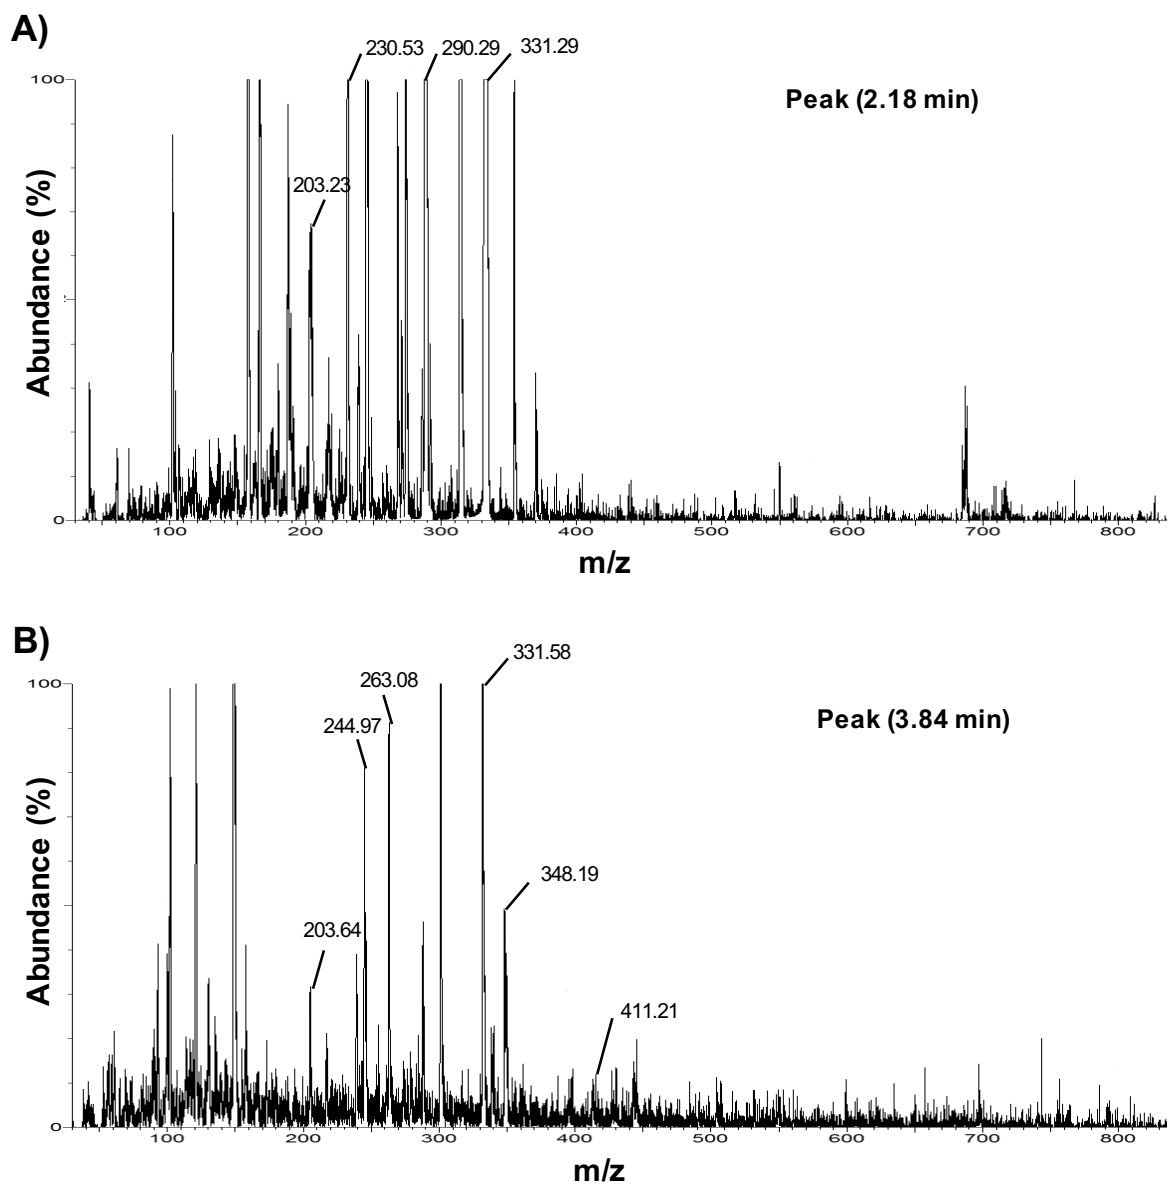 A)
230.53 290.29 331.29
100
Peak (2.18 min)
203.23
Abundance (%)
0
100 200 300 400 500 600 700 800
m/z
B)
331.58
100
263.08
Peak (3.84 min)
244.97
348.19
203.64
Abundance (%)
411.21
0
100 200 300 400 500 600 700 800
m/z